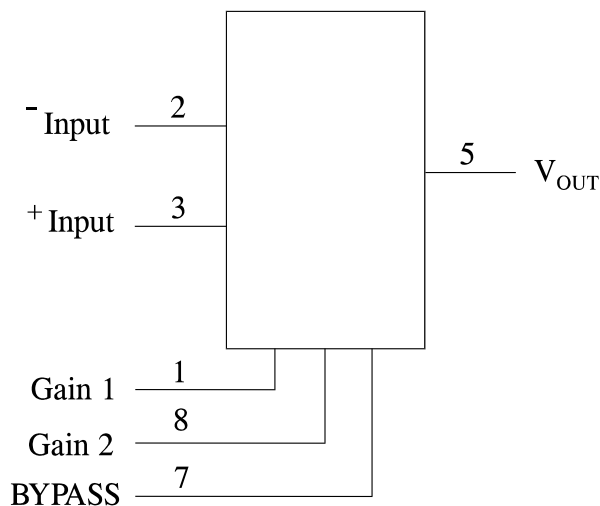 2
- Input
5
V_OUT
3
+ Input
1
Gain 1
8
Gain 2
7
BYPASS